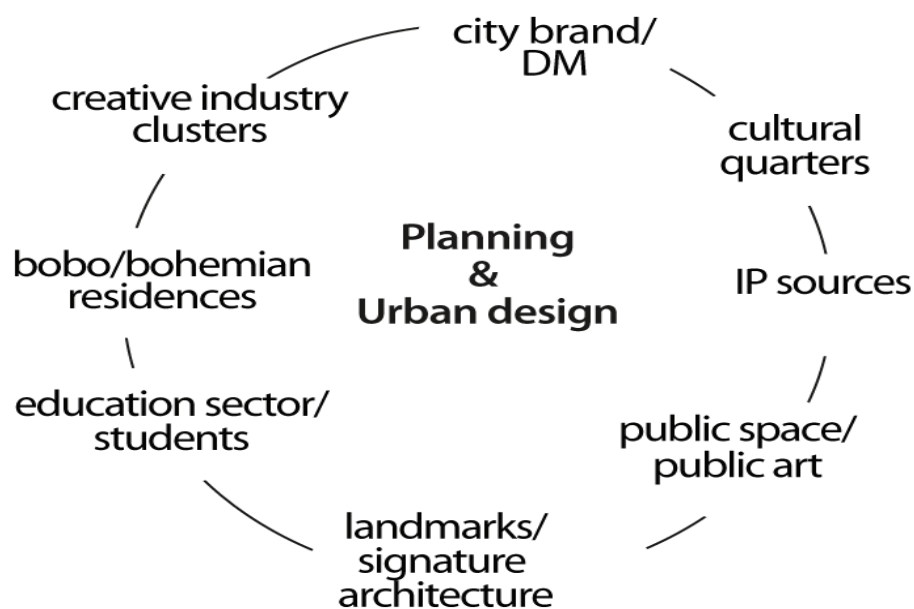 city brand/
DM
cultural
quarters
IP sources
public space/
public art
landmarks/
signature
architecture
education sector/
students
bobo/bohemian
residences
creative industry
clusters
Planning
&
Urban design